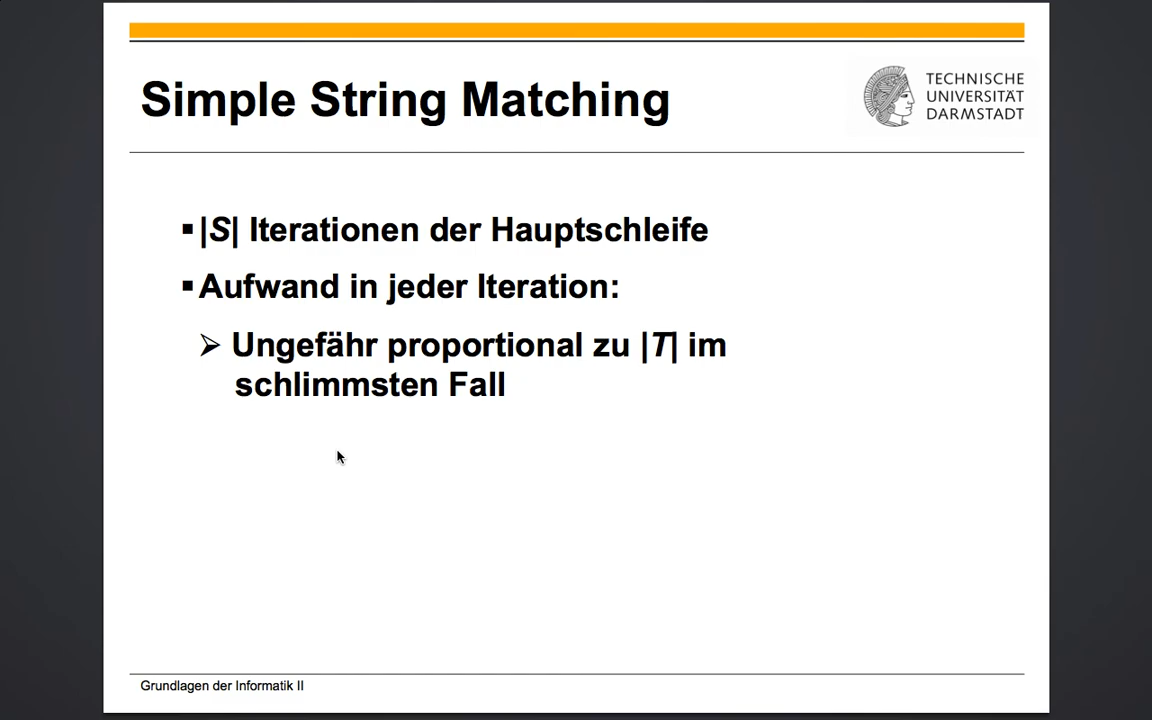 Simple String Matching
TECHNISCHE
UNIVERSITÄT
DARMSTADT
▪|S| Iterationen der Hauptschleife
▪Aufwand in jeder Iteration:
➢ Ungefähr proportional zu |T| im
schlimmsten Fall
Grundlagen der Informatik II